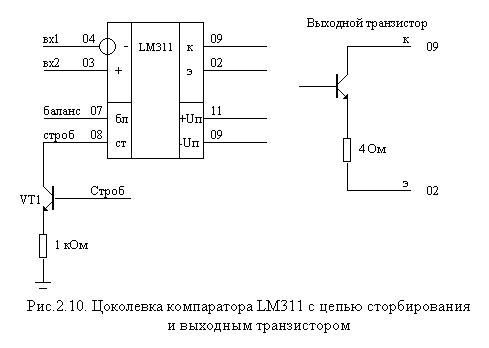 Выходной транзистор
вх1 04 - LM311 к 09 к 09
вх2 03 + э 02
баланс 07 бл +Uп 11
строб 08 ст -Uп 09
4 Ом
VT1 Строб э 02
1 кОм
Рис.2.10. Цоколевка компаратора LM311 с цепью сторбирования
и выходным транзистором